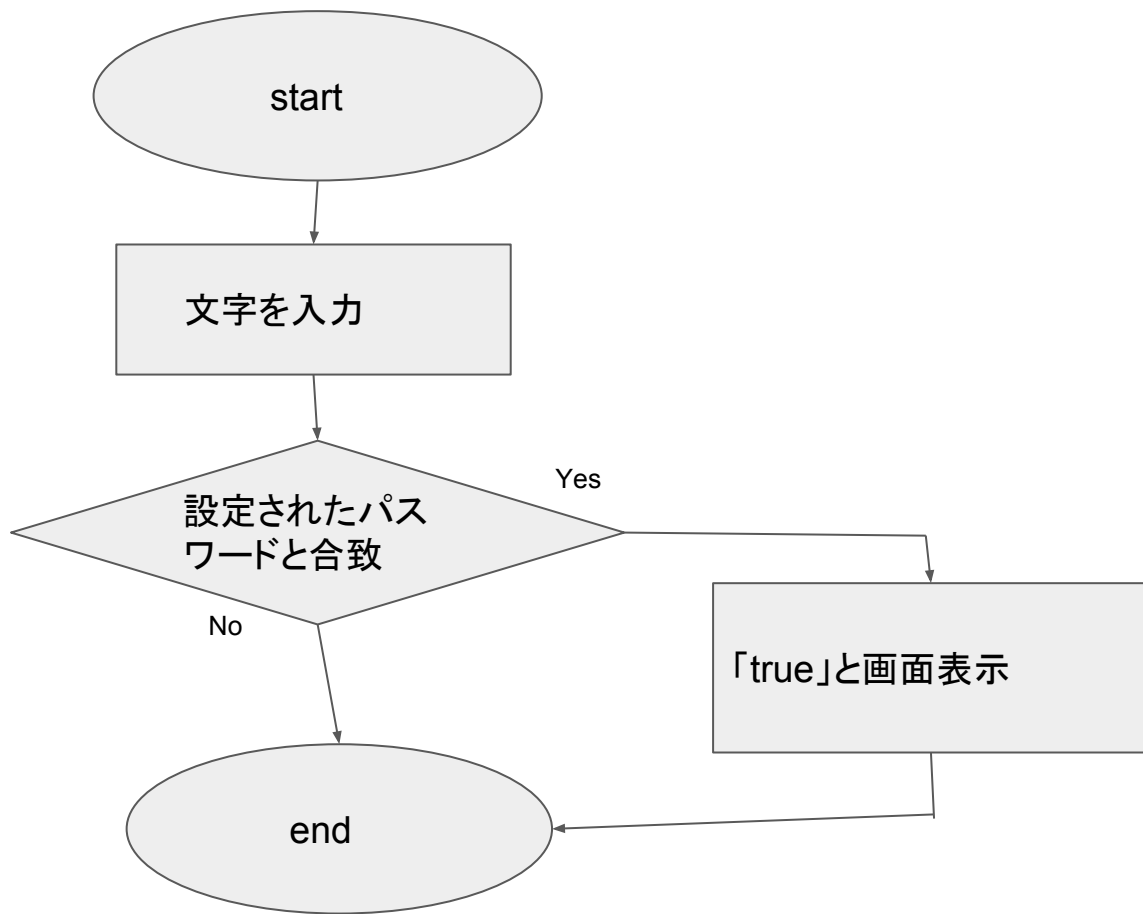 start
文字を入力
Yes
設定されたパス
ワードと合致
No
「true」と画面表示
end